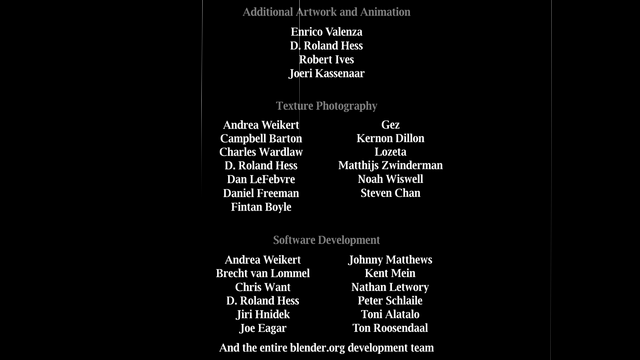 Additional Artwork and Animation
Enrico Valenza
D. Roland Hess
Robert Ives
Joeri Kassenaar
Texture Photography
Andrea Weikert
Campbell Barton
Charles Wardlaw
D. Roland Hess
Dan LeFebvre
Daniel Freeman
Fintan Boyle
Gez
Kernon Dillon
Lozeta
Matthijs Zwinderman
Noah Wiswell
Steven Chan
Software Development
Andrea Weikert
Brecht van Lommel
Chris Want
D. Roland Hess
Jiri Hnidek
Joe Eagar
Johnny Matthews
Kent Mein
Nathan Letwory
Peter Schlaile
Toni Alatalo
Ton Roosendaal
And the entire blender.org development team